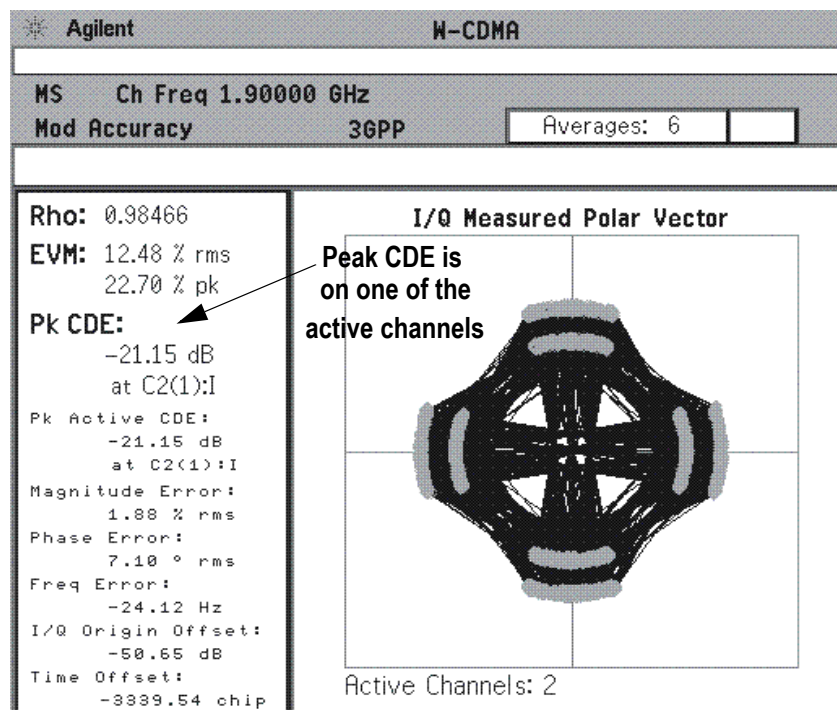 Agilent W-CDMA
MS Ch Freq 1.90000 GHz
Mod Accuracy 3GPP Averages: 6
Rho: 0.98466
EVM: 12.48 % rms
22.70 % pk
Pk CDE:
-21.15 dB
at C2(1):I
Pk Active CDE:
-21.15 dB
at C2(1):I
Magnitude Error:
1.88 % rms
Phase Error:
7.10 ° rms
Freq Error:
-24.12 Hz
I/Q Origin Offset:
-50.65 dB
Time Offset:
-3339.54 chip
I/Q Measured Polar Vector
Peak CDE is
on one of the
active channels
Active Channels: 2